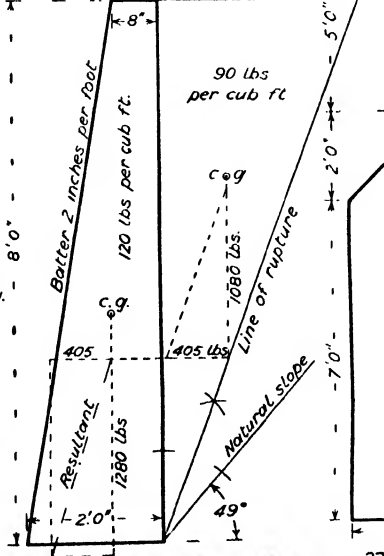 8"
90 lbs
per cub ft
5'0"
2'0"
Batter 2 inches per foot
120 lbs per cub ft.
8'0"
c g
1080 lbs.
Line of rupture
c.g.
405
405 lbs
7'0"
Resultant
1280 lbs
Natural slope
2'0"
49°